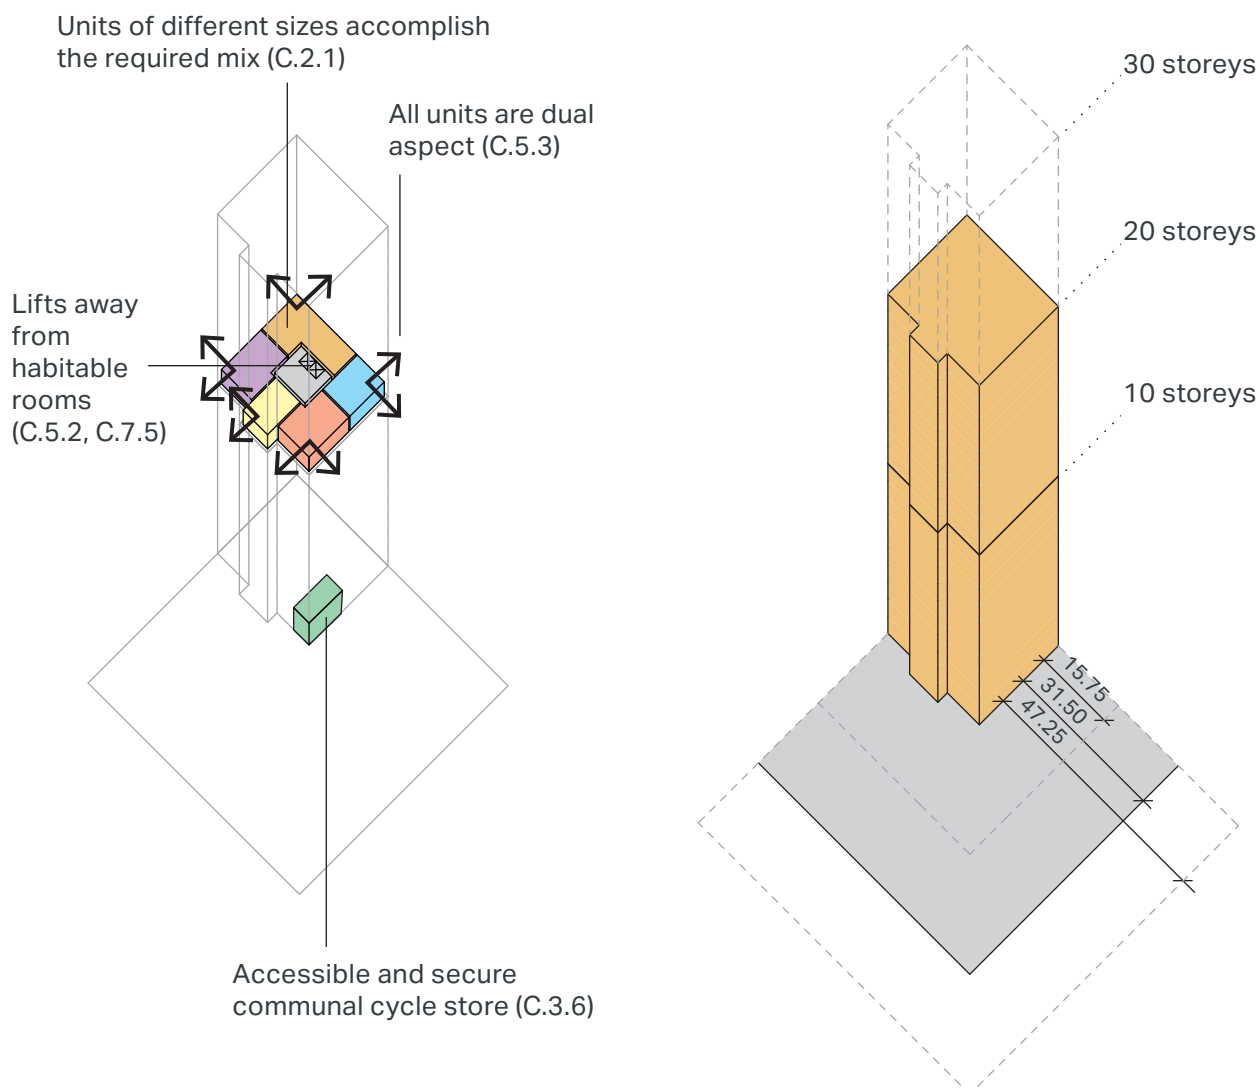 Units of different sizes accomplish
the required mix (C.2.1)
All units are dual
aspect (C.5.3)
Lifts away
from
habitable
rooms
(C.5.2, C.7.5)
Accessible and secure
communal cycle store (C.3.6)
30 storeys
20 storeys
10 storeys
15.75
31.50
47.25